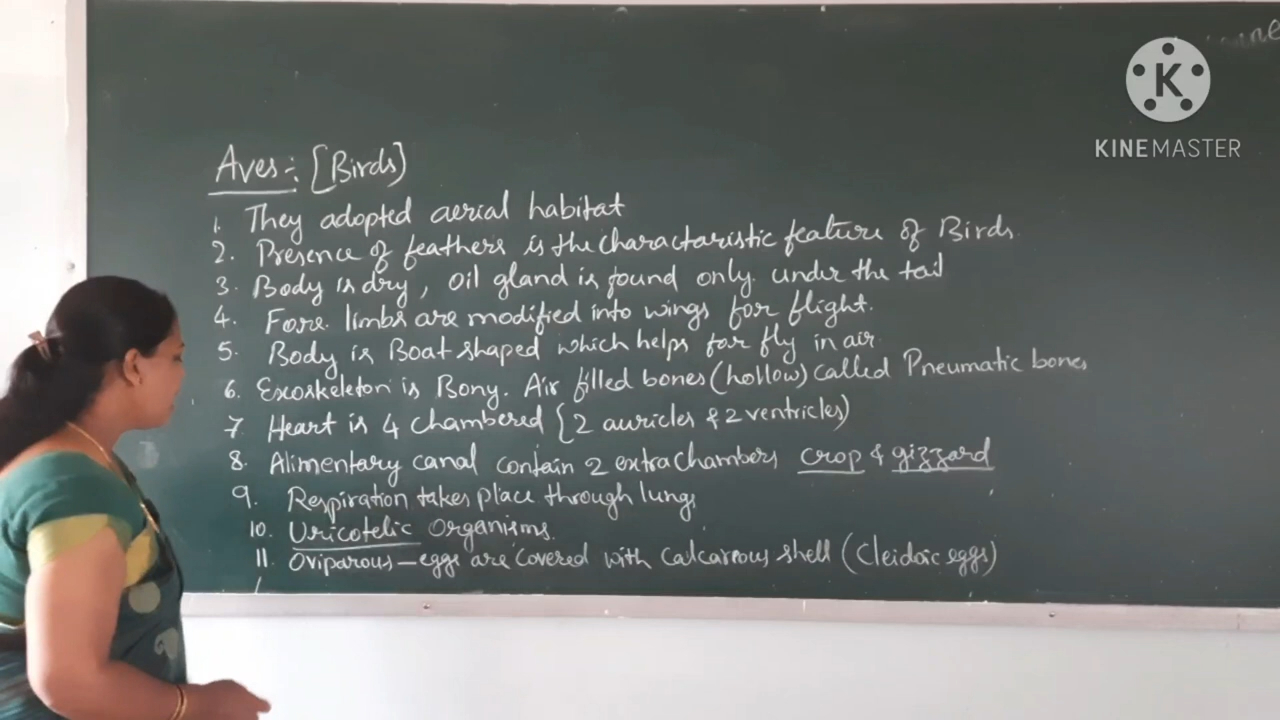 K
KINEMASTER
Aves:- [Birds]
1. They adopted aerial habitat
2. Presence of feathers is the charactaristic feature of Birds.
3. Body is dry, Oil gland is found only under the tail
4. Fore limbs are modified into wings for flight.
5. Body is Boat shaped which helps for fly in air.
6. Exoskeleton is Bony. Air filled bones (hollow) called Pneumatic bones
7. Heart is 4 chambered {2 auricles & 2 ventricles)
8. Alimentary canal contain 2 extra chambers crop & gizzard
9. Respiration takes place through lungs
10. Uricotelic Organisms.
11. Oviparous – eggs are covered with Calcarous shell (Cleidoic eggs)